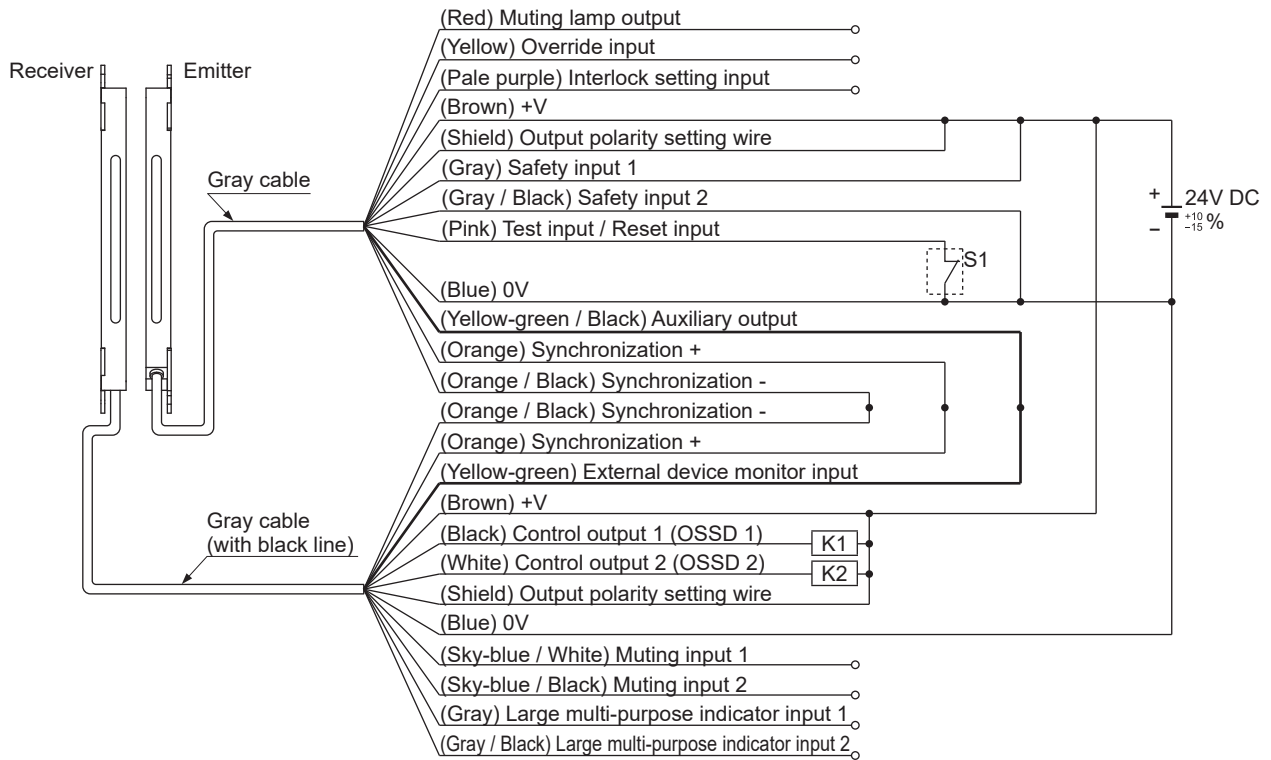 (Red) Muting lamp output
(Yellow) Override input
Receiver
Emitter
(Pale purple) Interlock setting input
(Brown) +V
(Shield) Output polarity setting wire
(Gray) Safety input 1
Gray cable
(Gray / Black) Safety input 2
+
24V DC
+10
-15 %
–
(Pink) Test input / Reset input
S1
(Blue) 0V
(Yellow-green / Black) Auxiliary output
(Orange) Synchronization +
(Orange / Black) Synchronization -
(Orange / Black) Synchronization -
(Orange) Synchronization +
(Yellow-green) External device monitor input
(Brown) +V
Gray cable
(with black line)
(Black) Control output 1 (OSSD 1)
K1
(White) Control output 2 (OSSD 2)
K2
(Shield) Output polarity setting wire
(Blue) 0V
(Sky-blue / White) Muting input 1
(Sky-blue / Black) Muting input 2
(Gray) Large multi-purpose indicator input 1
(Gray / Black) Large multi-purpose indicator input 2